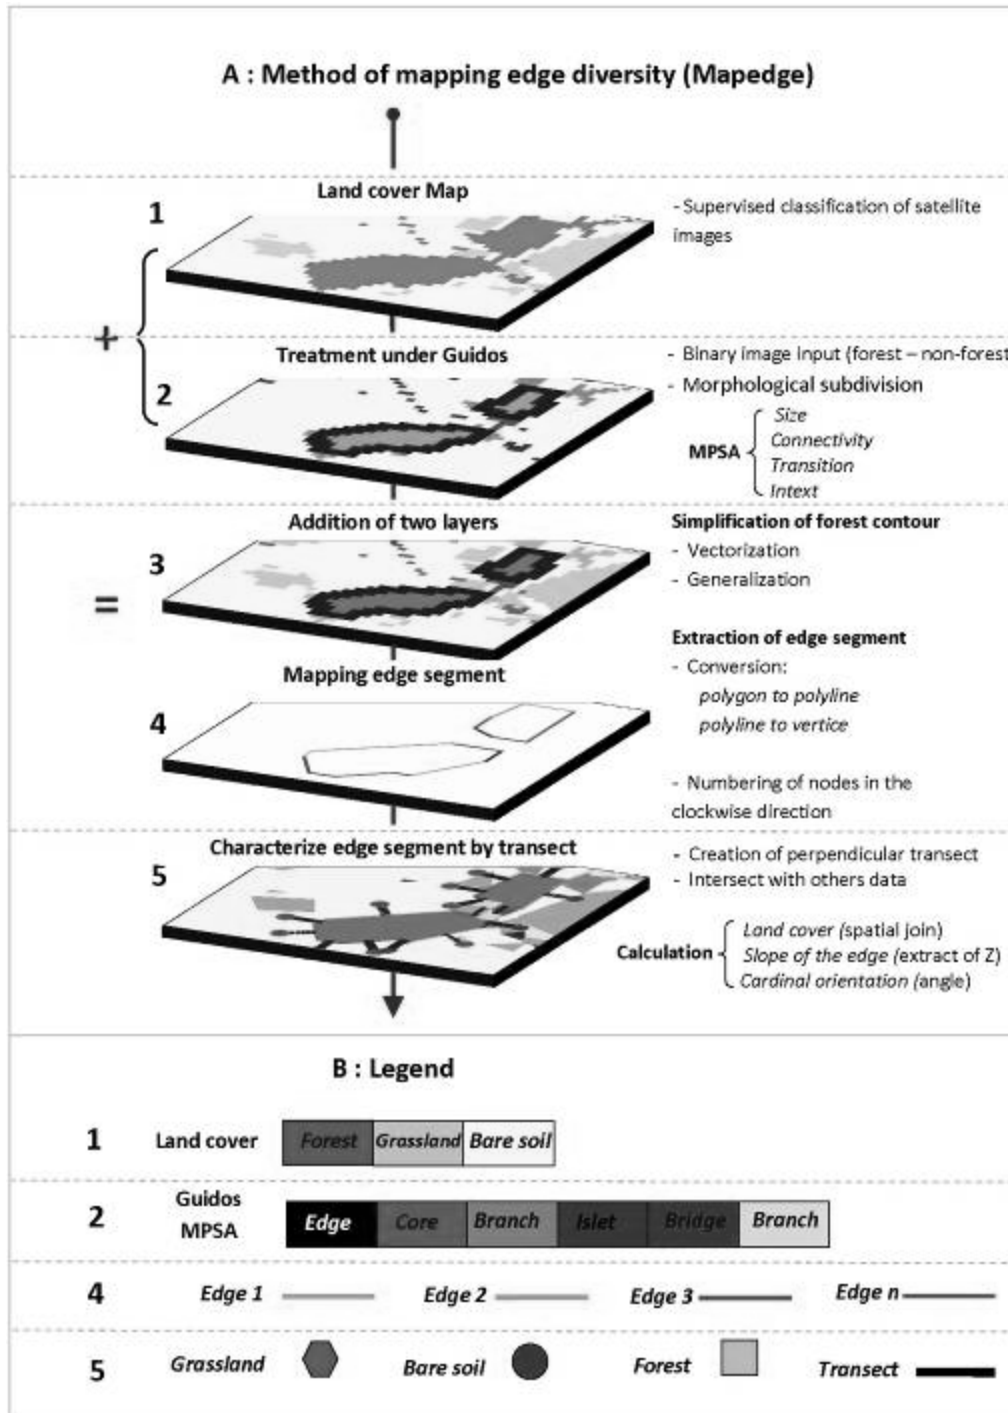 A : Method of mapping edge diversity (Mapedge)
Land cover Map
1
- Supervised classification of satellite
images
+
Treatment under Guidos
2
- Binary image Input (forest – non-forest
- Morphological subdivision
MPSA
Size
Connectivity
Transition
Intext
Addition of two layers
3
=
Simplification of forest contour
- Vectorization
- Generalization
Extraction of edge segment
- Conversion:
polygon to polyline
polyline to vertice
Mapping edge segment
4
- Numbering of nodes in the
clockwise direction
Characterize edge segment by transect
5
- Creation of perpendicular transect
- Intersect with others data
Calculation
Land cover (spatial join)
Slope of the edge (extract of Z)
Cardinal orientation (angle)
B : Legend
1 Land cover Forest Grassland Bare soil
2 Guidos
MPSA
Edge Core Branch Islet Bridge Branch
4 Edge 1 Edge 2 Edge 3 Edge n
5 Grassland Bare soil Forest Transect